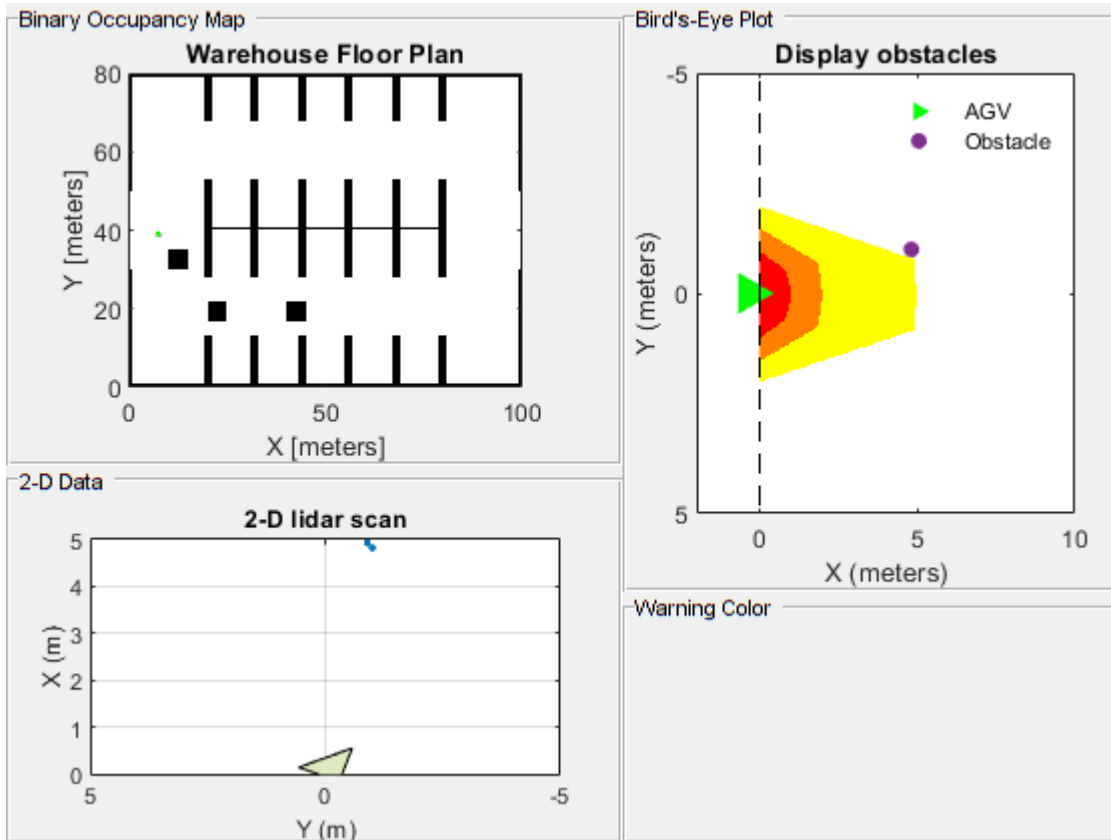 Binary Occupancy Map
Warehouse Floor Plan
80
60
40
20
0
Y [meters]
0
50
100
X [meters]
Bird's-Eye Plot
Display obstacles
AGV
Obstacle
-5
0
5
Y (meters)
0
5
10
X (meters)
2-D Data
2-D lidar scan
5
4
3
2
1
0
X (m)
5
0
-5
Y (m)
Warning Color